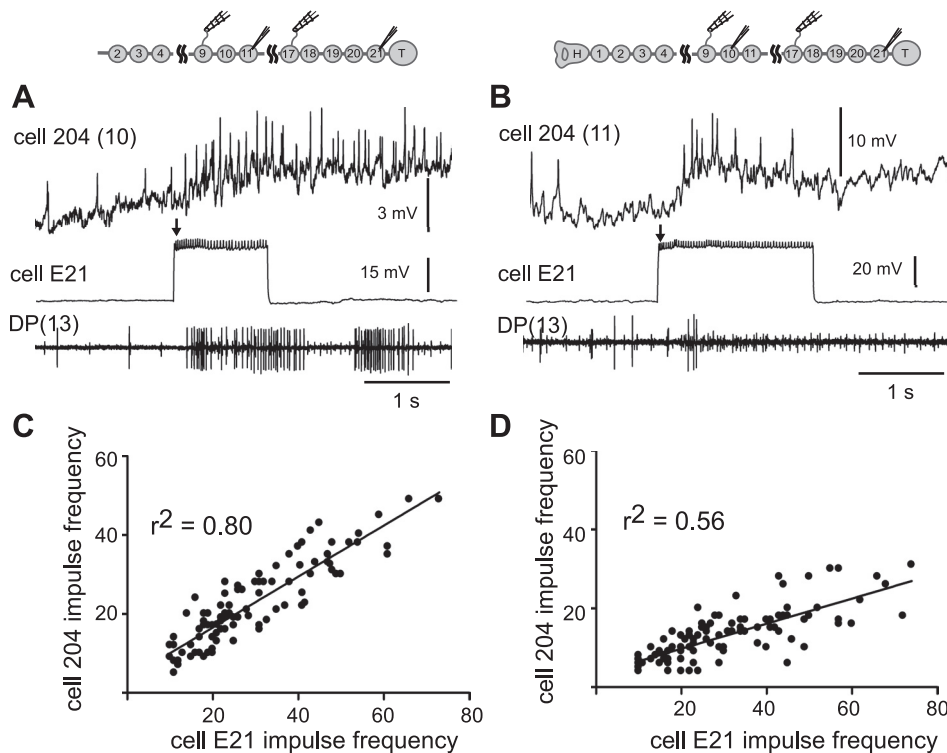 2 3 4 9 10 11 17 18 19 20 21 T
H 1 2 3 4 9 10 11 17 18 19 20 21 T
A
cell 204 (10)
3 mV
cell E21
15 mV
DP(13)
1 s
B
cell 204 (11)
10 mV
cell E21
20 mV
DP(13)
1 s
C
cell 204 impulse frequency
60
40
20
r2 = 0.80
20 40 60 80
cell E21 impulse frequency
D
cell 204 impulse frequency
60
40
20
r2 = 0.56
20 40 60 80
cell E21 impulse frequency